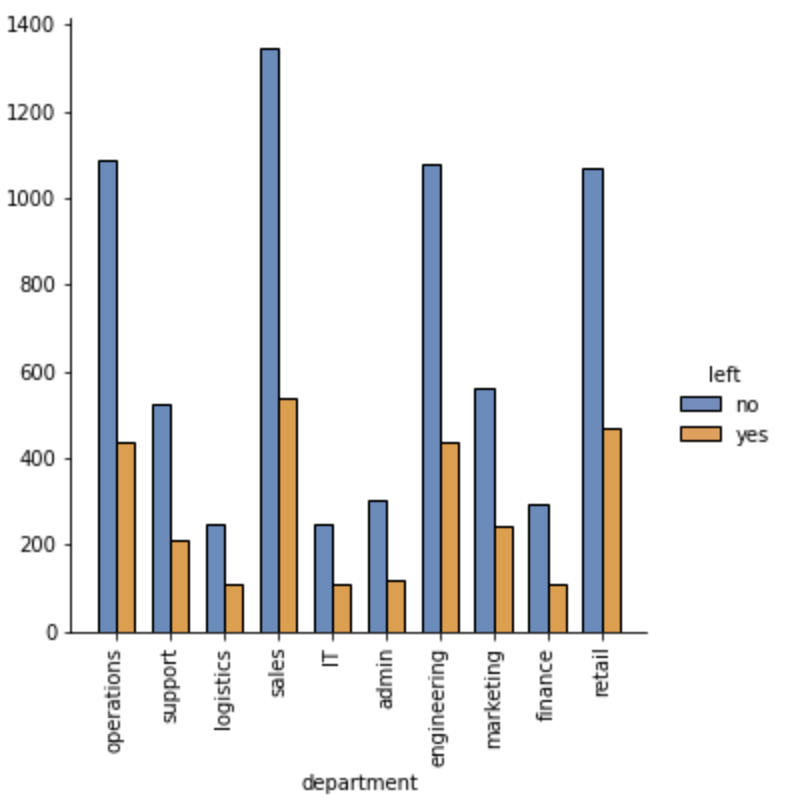 1400
1200
1000
800
600
400
200
0
operations
support
logistics
sales
IT
admin
engineering
marketing
finance
retail
department
left
no
yes